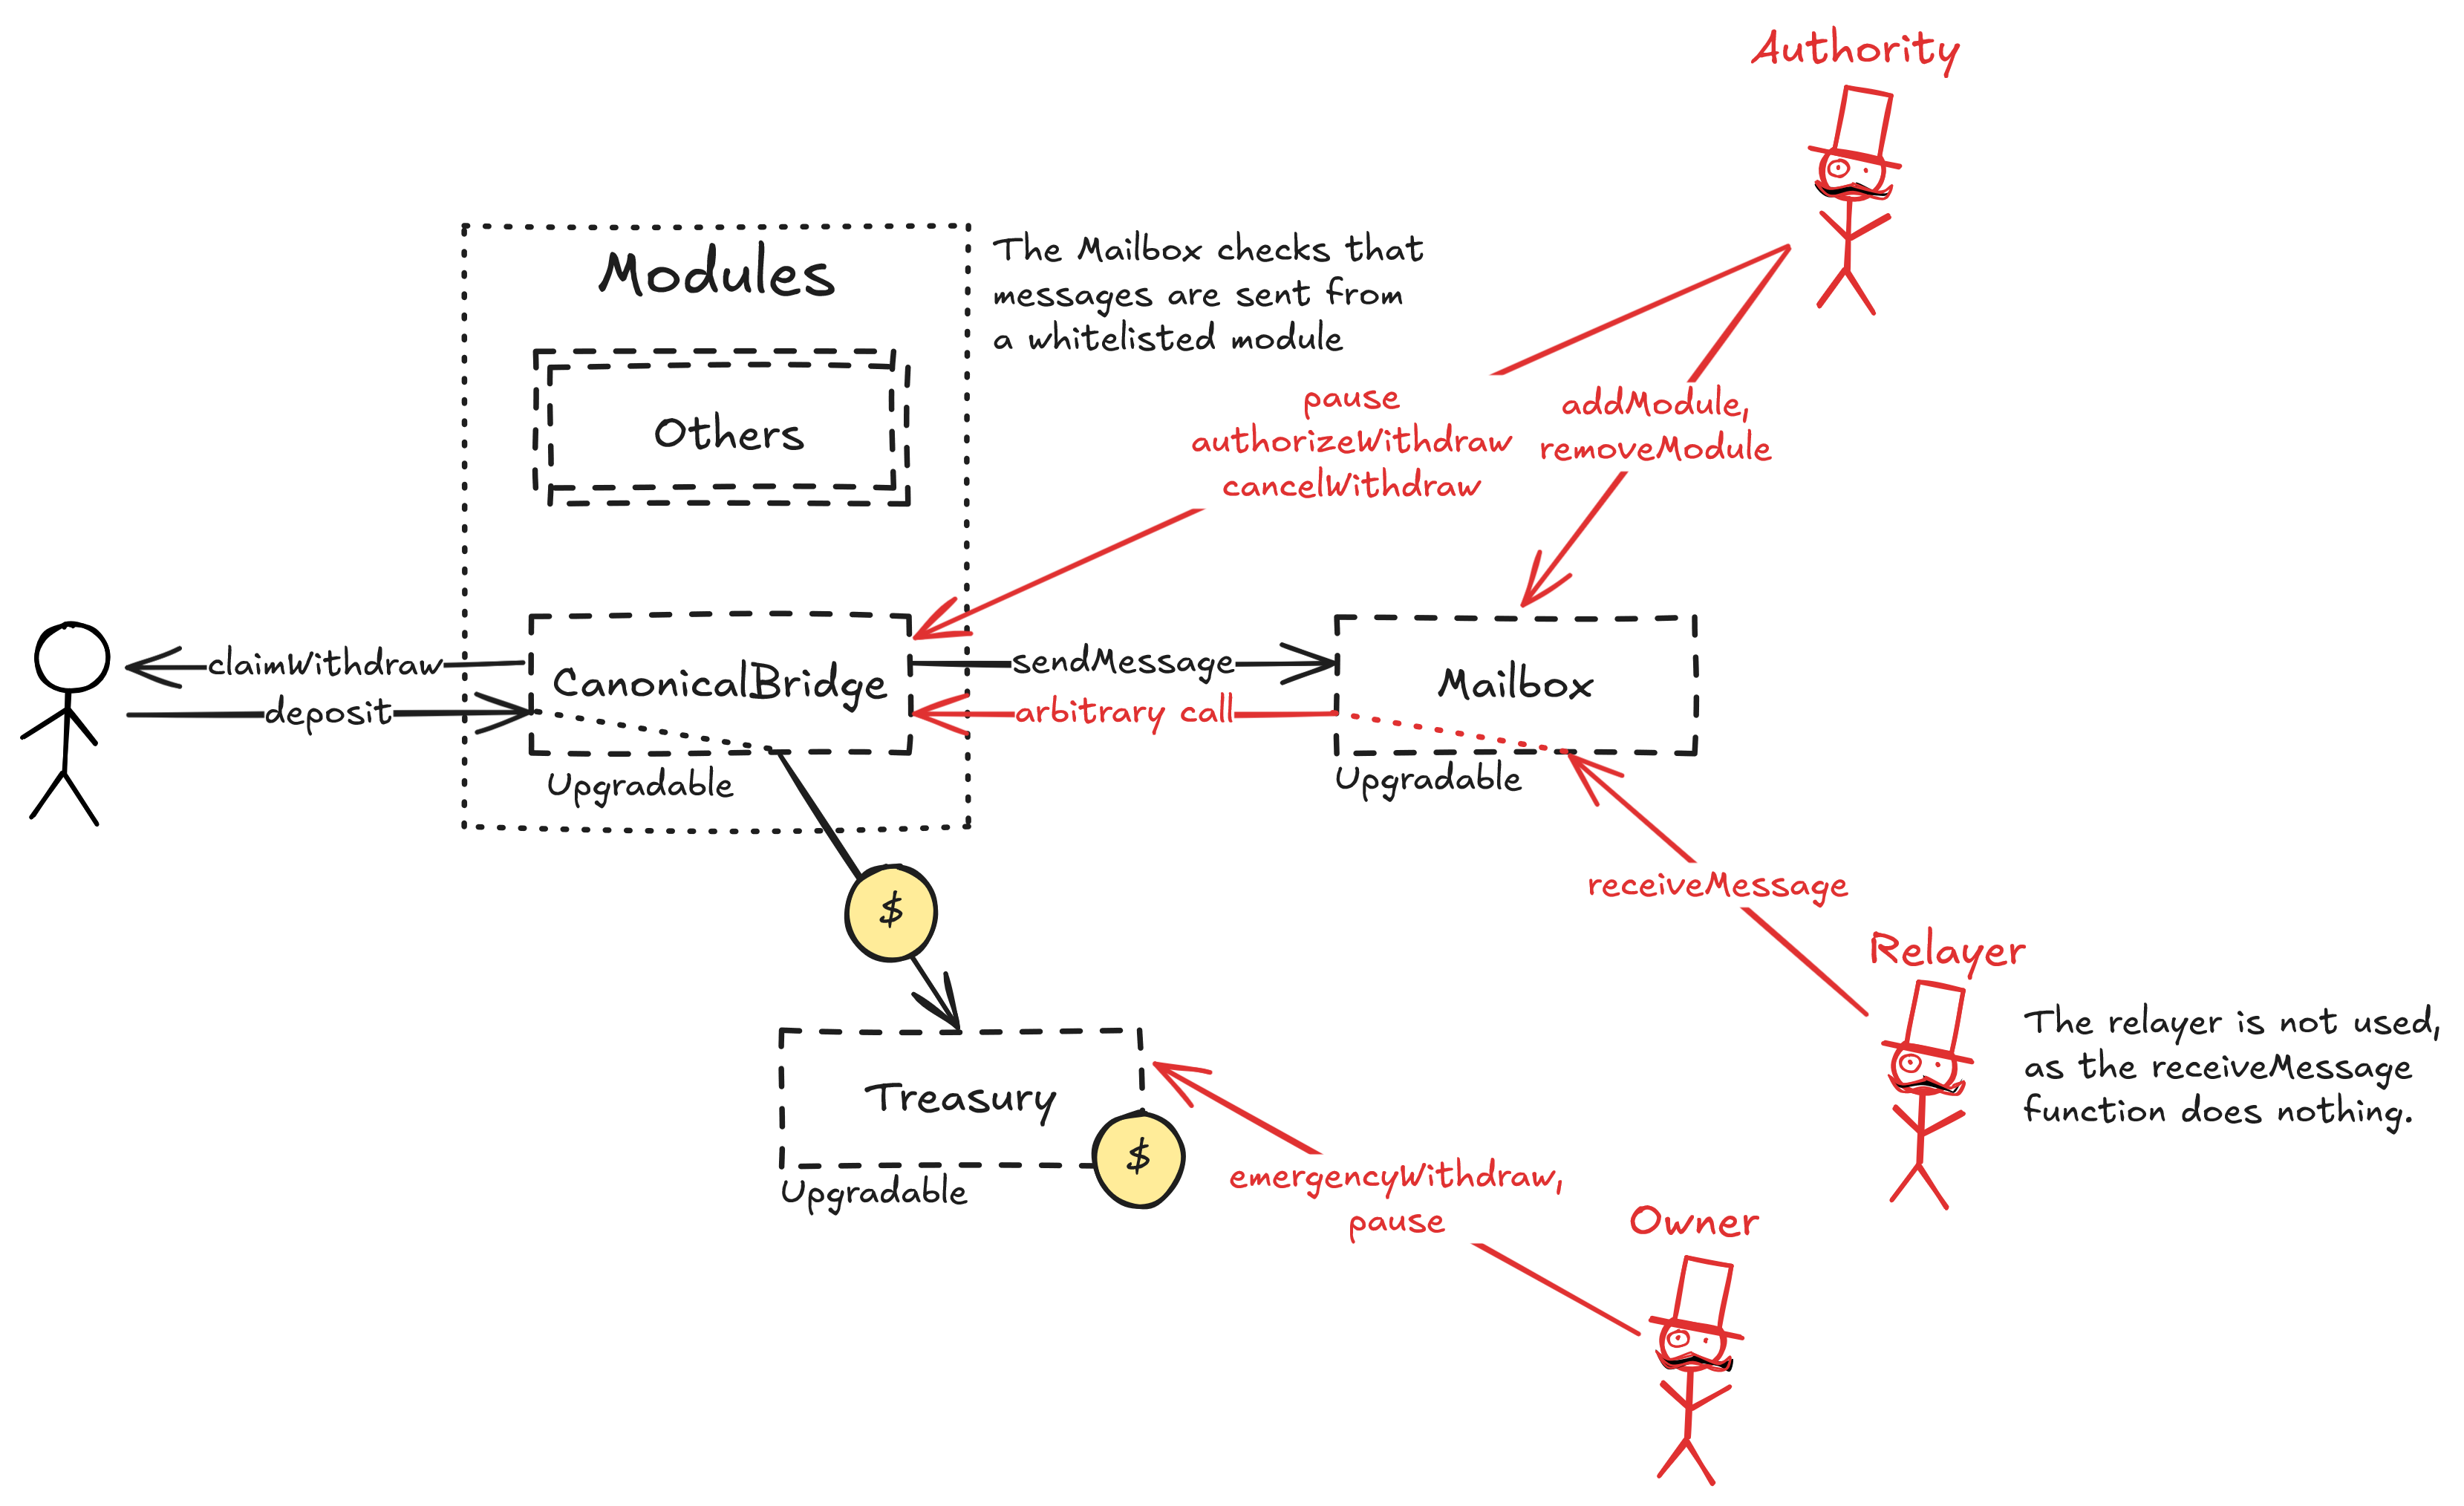 Authority
Modules
The Mailbox checks that
messages are sent from
a whitelisted module
Others
pause
authorizeWithdraw
cancelWithdraw
addModule,
removeModule
claimWithdraw
deposit
CanonicalBridge
Upgradable
sendMessage
arbitrary call
Mailbox
Upgradable
receiveMessage
$
Relayer
The relayer is not used,
as the receiveMessage
function does nothing.
Treasury
$
Upgradable
emergencyWithdraw,
pause
Owner